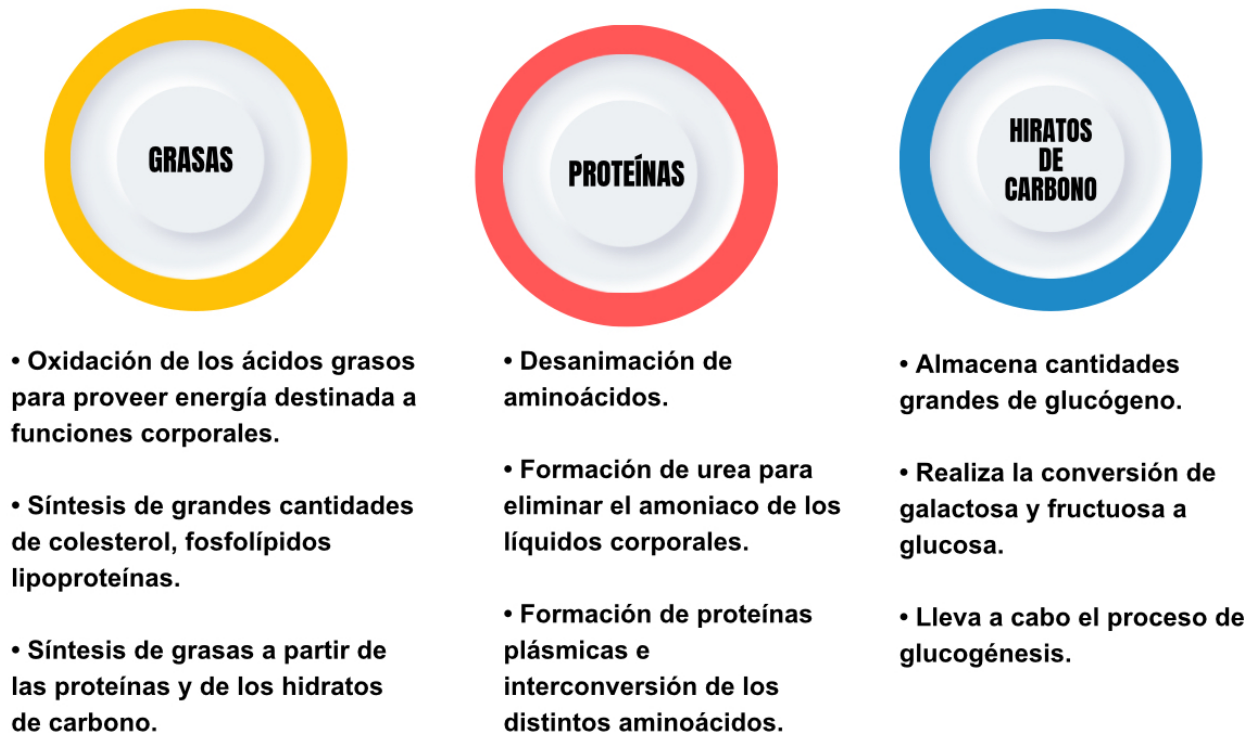 GRASAS
• Oxidación de los ácidos grasos
para proveer energía destinada a
funciones corporales.
• Síntesis de grandes cantidades
de colesterol, fosfolípidos
lipoproteínas.
• Síntesis de grasas a partir de
las proteínas y de los hidratos
de carbono.
PROTEÍNAS
• Desanimación de
aminoácidos.
• Formación de urea para
eliminar el amoniaco de los
líquidos corporales.
• Formación de proteínas
plásmicas e
interconversión de los
distintos aminoácidos.
HIRATOS
DE
CARBONO
• Almacena cantidades
grandes de glucógeno.
• Realiza la conversión de
galactosa y fructuosa a
glucosa.
• Lleva a cabo el proceso de
glucogénesis.